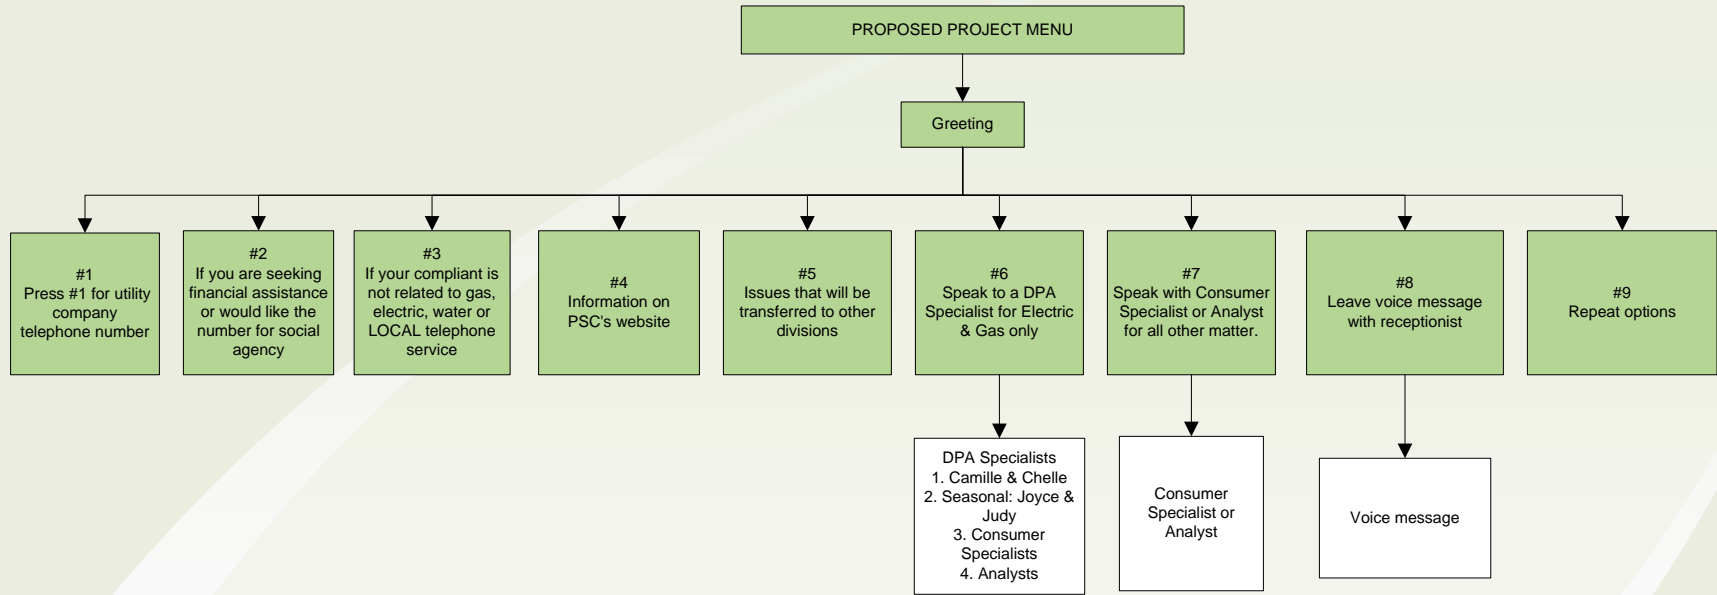 PROPOSED PROJECT MENU
Greeting
#1
Press #1 for utility
company
telephone number
#2
If you are seeking
financial assistance
or would like the
number for social
agency
#3
If your compliant is
not related to gas,
electric, water or
LOCAL telephone
service
#4
Information on
PSC's website
#5
Issues that will be
transferred to other
divisions
#6
Speak to a DPA
Specialist for Electric
& Gas only
#7
Speak with Consumer
Specialist or Analyst
for all other matter.
#8
Leave voice message
with receptionist
#9
Repeat options
DPA Specialists
1. Camille & Chelle
2. Seasonal: Joyce &
Judy
3. Consumer
Specialists
4. Analysts
Consumer
Specialist or
Analyst
Voice message